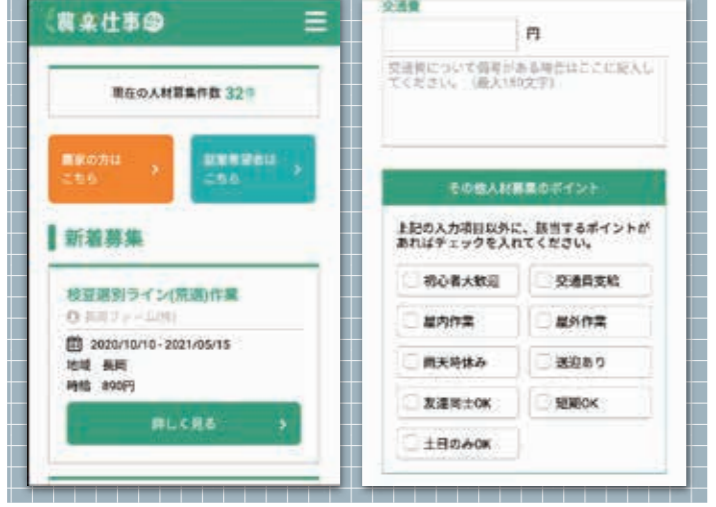 農楽仕事
現在の人材募集件数 32件
農家の方は
こちら
就業希望者は
こちら
新着募集
枝豆選別ライン(荒選)作業
長岡ファーム(株)
2020/10/10 - 2021/05/15
地域 長岡
時給 890円
詳しく見る
交通費
円
交通費について備考がある場合はここに記入し
てください。(最大150文字)
その他人材募集のポイント
上記の入力項目以外に、該当するポイントが
あればチェックを入れてください。
初心者大歓迎
交通費支給
屋内作業
屋外作業
雨天時休み
送迎あり
友達同士OK
短期OK
土日のみOK